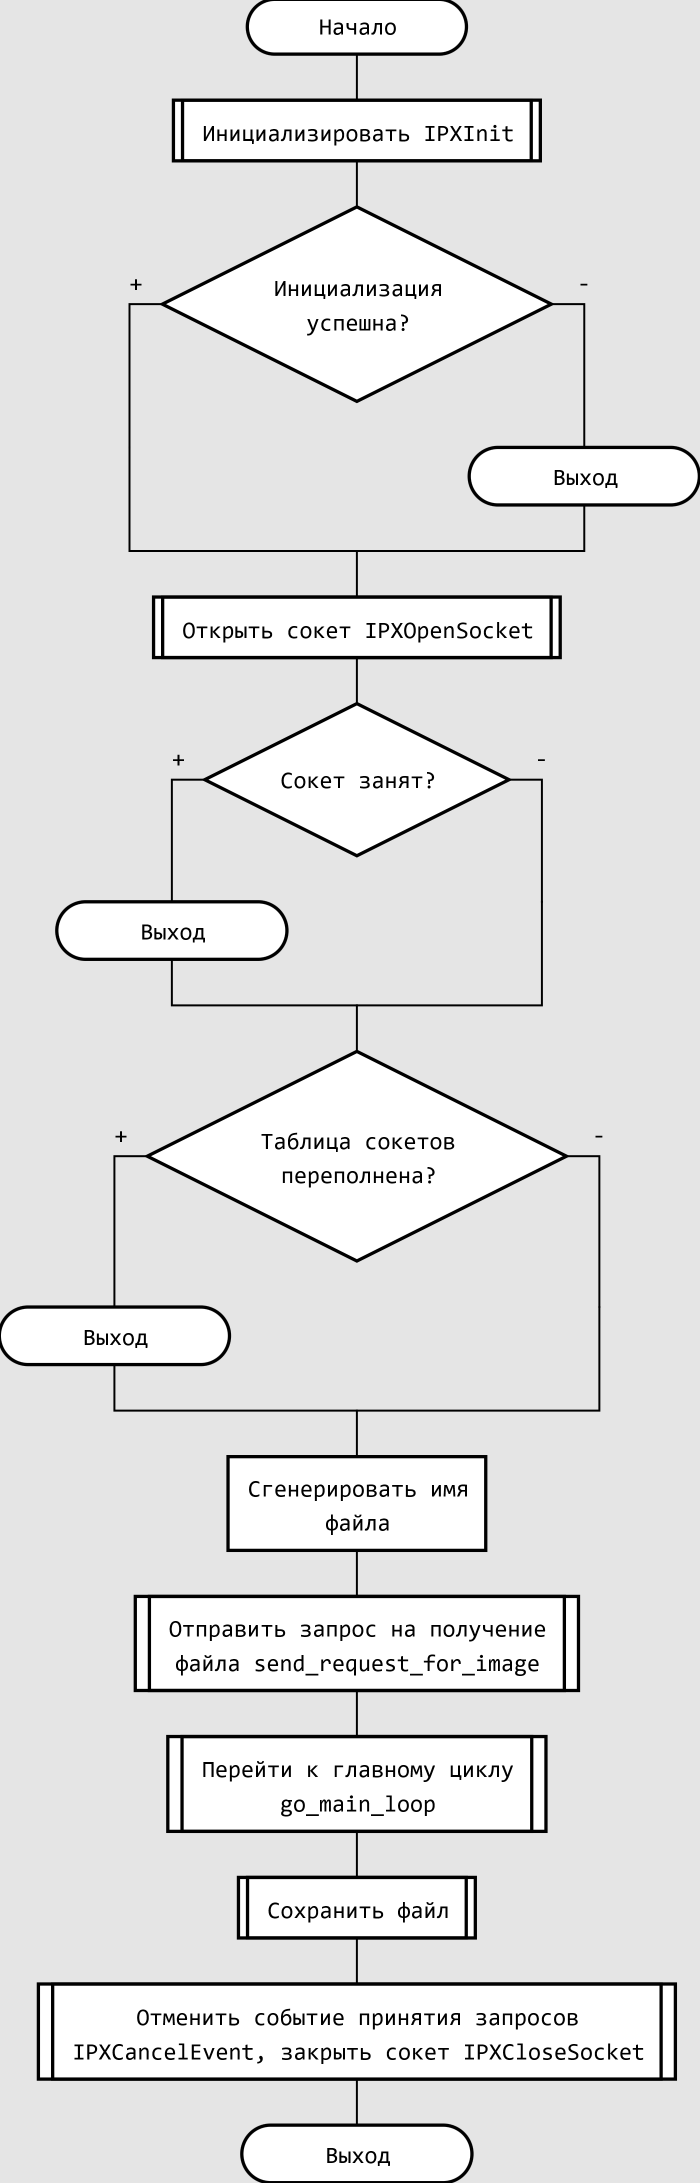 Начало
Инициализировать IPXInit
Инициализация
успешна?
+
-
Выход
Открыть сокет IPXOpenSocket
+
-
Сокет занят?
Выход
+
-
Таблица сокетов
переполнена?
Выход
Сгенерировать имя
файла
Отправить запрос на получение
файла send_request_for_image
Перейти к главному циклу
go_main_loop
Сохранить файл
Отменить событие принятия запросов
IPXCancelEvent, закрыть сокет IPXCloseSocket
Выход